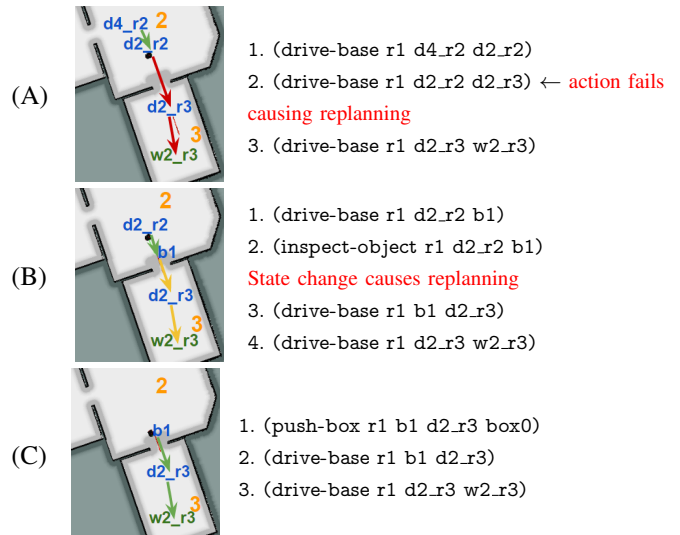 (A)
2
d4_r2
d2_r2
d2_r3
3
w2_r3
1. (drive-base r1 d4_r2 d2_r2)
2. (drive-base r1 d2_r2 d2_r3) ← action fails
causing replanning
3. (drive-base r1 d2_r3 w2_r3)
(B)
2
d2_r2
b1
d2_r3
3
w2_r3
1. (drive-base r1 d2_r2 b1)
2. (inspect-object r1 d2_r2 b1)
State change causes replanning
3. (drive-base r1 b1 d2_r3)
4. (drive-base r1 d2_r3 w2_r3)
(C)
2
b1
d2_r3
3
w2_r3
1. (push-box r1 b1 d2_r3 box0)
2. (drive-base r1 b1 d2_r3)
3. (drive-base r1 d2_r3 w2_r3)